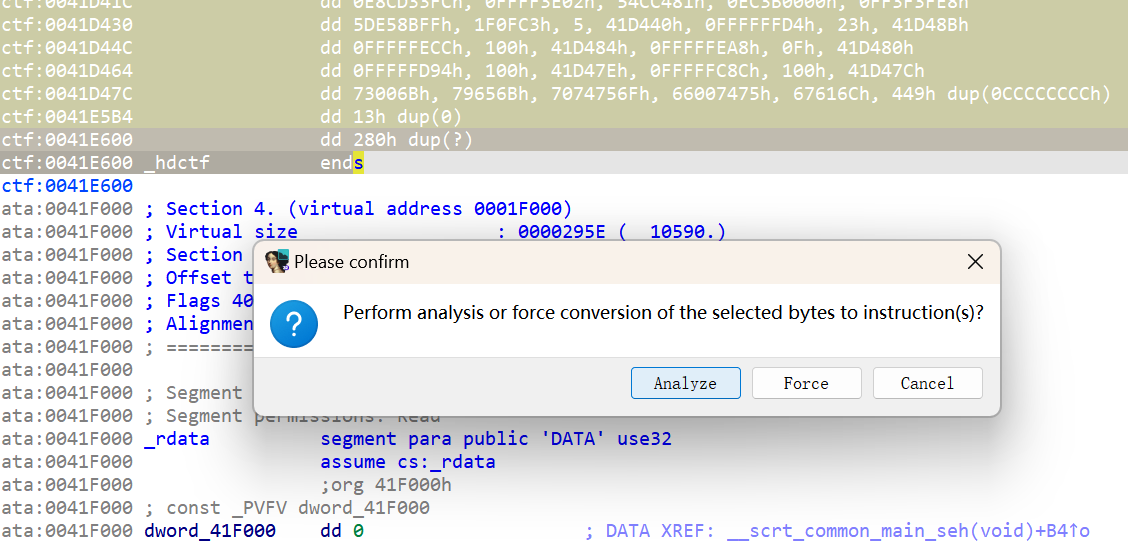 ctf:0041D41C dd 0E8CD33FCh, 0FFFF3E02h, 54CC481h, 0EC3B0000h, 0FF3F3FE8h
ctf:0041D430 dd 5DE58BFFh, 1F0FC3h, 5, 41D440h, 0FFFFFFD4h, 23h, 41D48Bh
ctf:0041D44C dd 0FFFFFECCh, 100h, 41D484h, 0FFFFFEA8h, 0Fh, 41D480h
ctf:0041D464 dd 0FFFFFD94h, 100h, 41D47Eh, 0FFFFFC8Ch, 100h, 41D47Ch
ctf:0041D47C dd 73006Bh, 79656Bh, 7074756Fh, 66007475h, 67616Ch, 449h dup(0CCCCCCCCh)
ctf:0041E5B4 dd 13h dup(0)
ctf:0041E600 dd 280h dup(?)
ctf:0041E600 _hdctf ends
ctf:0041E600
ata:0041F000 ; Section 4. (virtual address 0001F000)
ata:0041F000 ; Virtual size : 0000295E ( 10590.)
ata:0041F000 ; Section
ata:0041F000 ; Offset t
ata:0041F000 ; Flags 40
ata:0041F000 ; Alignmen
ata:0041F000 ; =========
ata:0041F000
ata:0041F000 ; Segment
ata:0041F000 ; Segment permissions: Read
ata:0041F000 _rdata segment para public 'DATA' use32
ata:0041F000 assume cs:_rdata
ata:0041F000 ;org 41F000h
ata:0041F000 ; const _PVFV dword_41F000
ata:0041F000 dword_41F000 dd 0 ; DATA XREF: __scrt_common_main_seh(void)+B4↑o
Please confirm
Perform analysis or force conversion of the selected bytes to instruction(s)?
Analyze Force Cancel